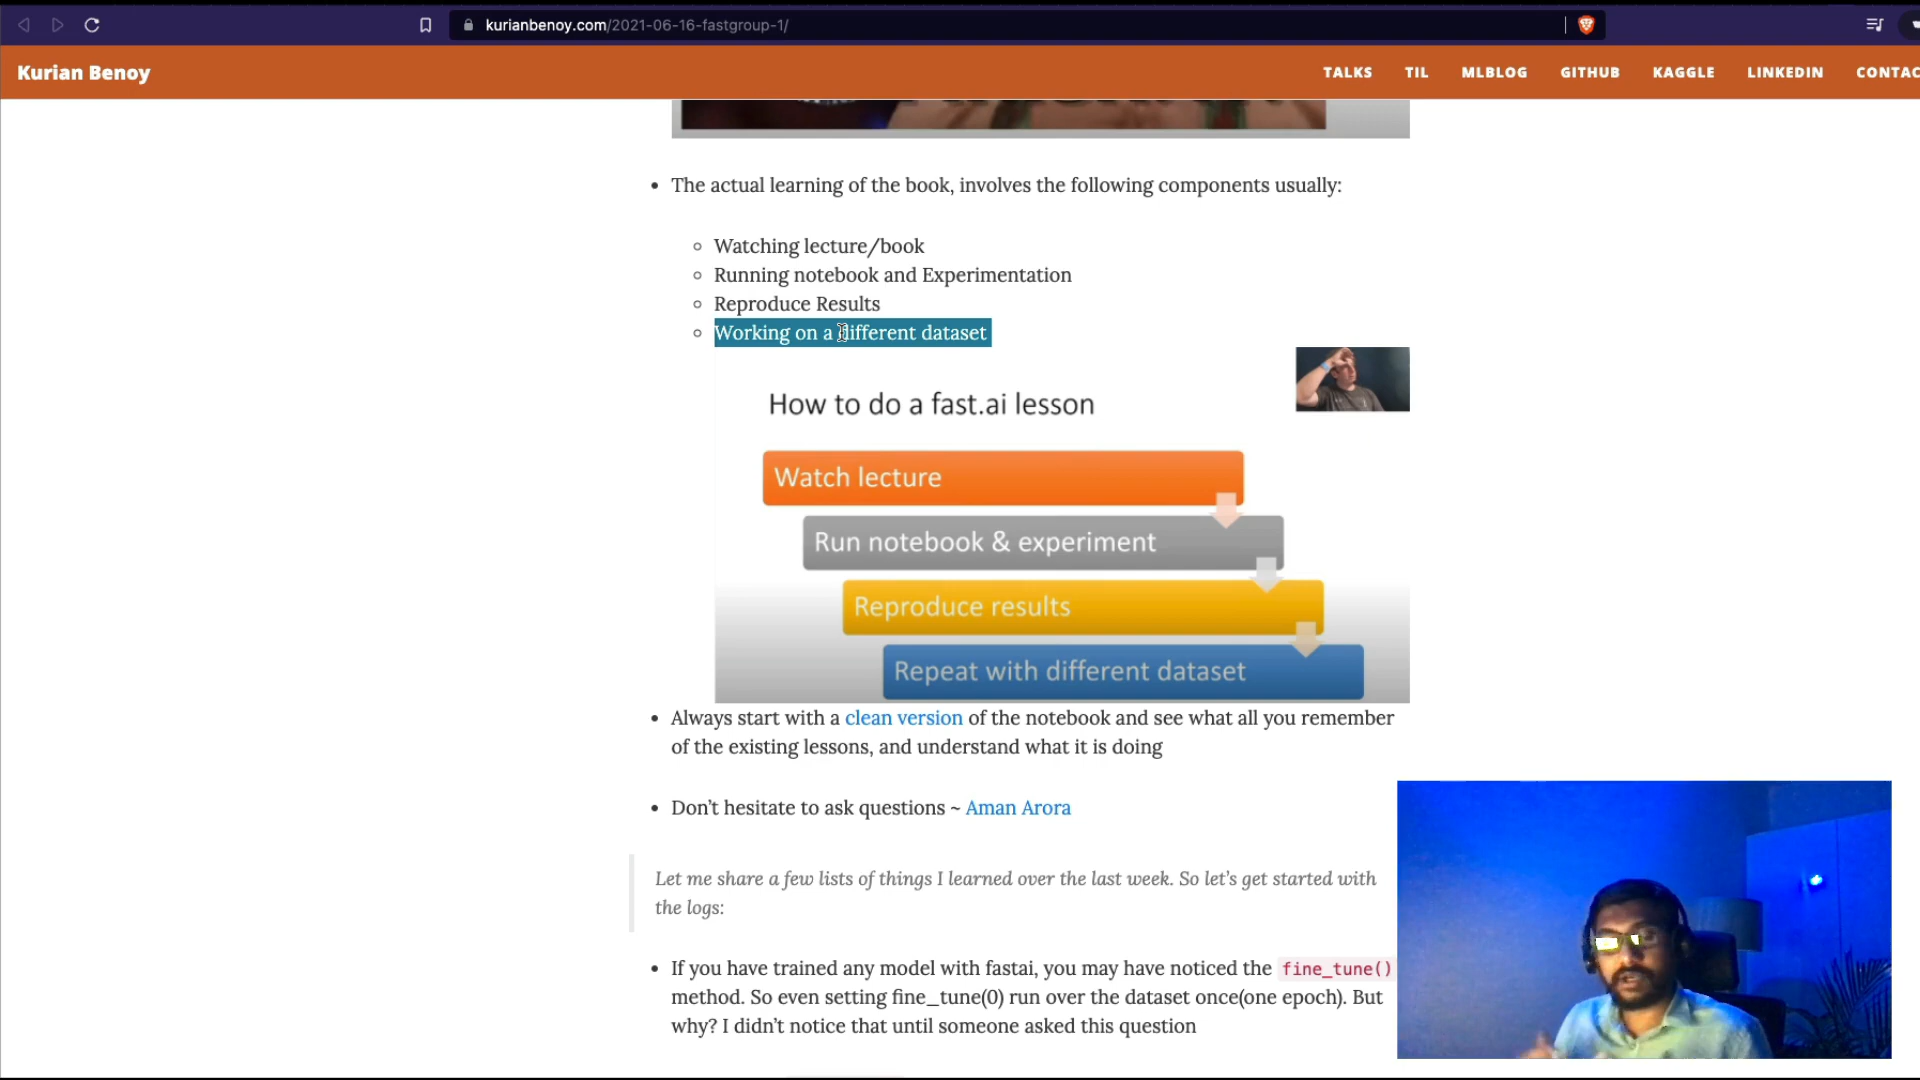 kurianbenoy.com/2021-06-16-fastgroup-1/
Kurian Benoy
TALKS TIL MLBLOG GITHUB KAGGLE LINKEDIN CONTAC
The actual learning of the book, involves the following components usually:
Watching lecture/book
Running notebook and Experimentation
Reproduce Results
Working on a different dataset
How to do a fast.ai lesson
Watch lecture
Run notebook & experiment
Reproduce results
Repeat with different dataset
Always start with a clean version of the notebook and see what all you remember
of the existing lessons, and understand what it is doing
Don’t hesitate to ask questions ~ Aman Arora
Let me share a few lists of things I learned over the last week. So let’s get started with
the logs:
If you have trained any model with fastai, you may have noticed the fine_tune()
method. So even setting fine_tune(0) run over the dataset once(one epoch). But
why? I didn’t notice that until someone asked this question